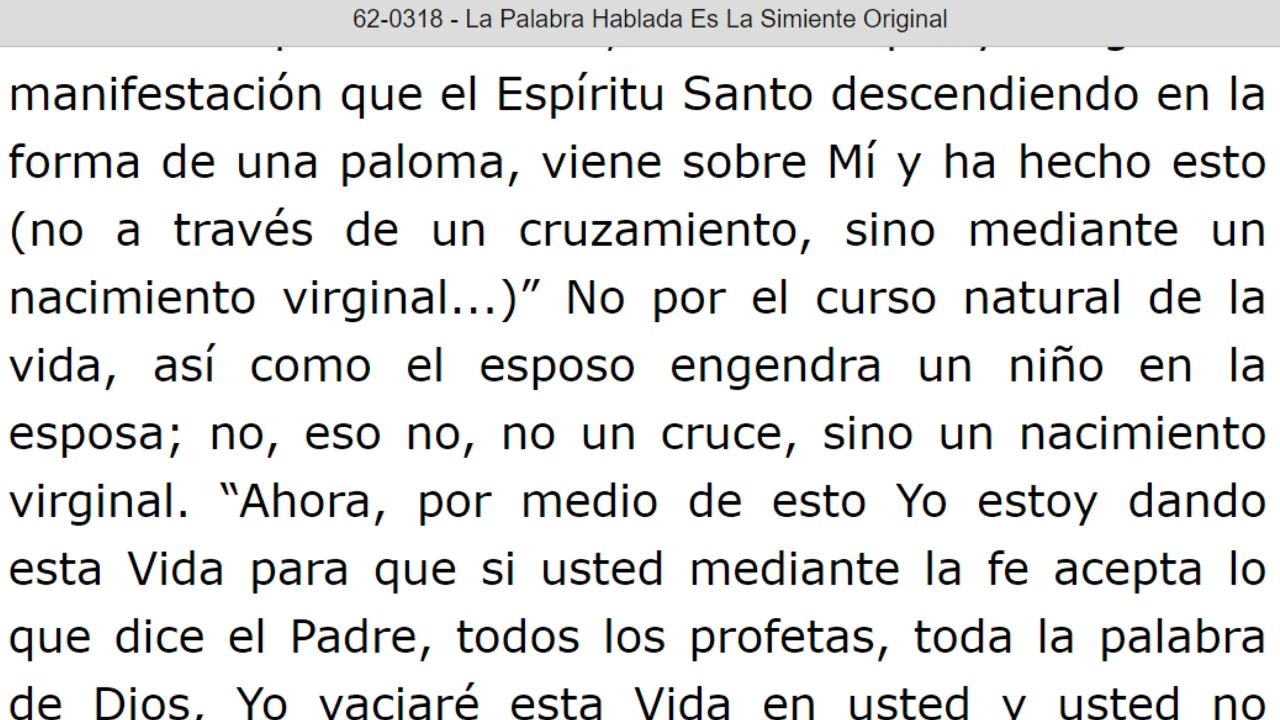 62-0318 - La Palabra Hablada Es La Simiente Original
manifestación que el Espíritu Santo descendiendo en la
forma de una paloma, viene sobre Mí y ha hecho esto
(no a través de un cruzamiento, sino mediante un
nacimiento virginal...)” No por el curso natural de la
vida, así como el esposo engendra un niño en la
esposa; no, eso no, no un cruce, sino un nacimiento
virginal. “Ahora, por medio de esto Yo estoy dando
esta Vida para que si usted mediante la fe acepta lo
que dice el Padre, todos los profetas, toda la palabra
de Dios, Yo vaciaré esta Vida en usted y usted no